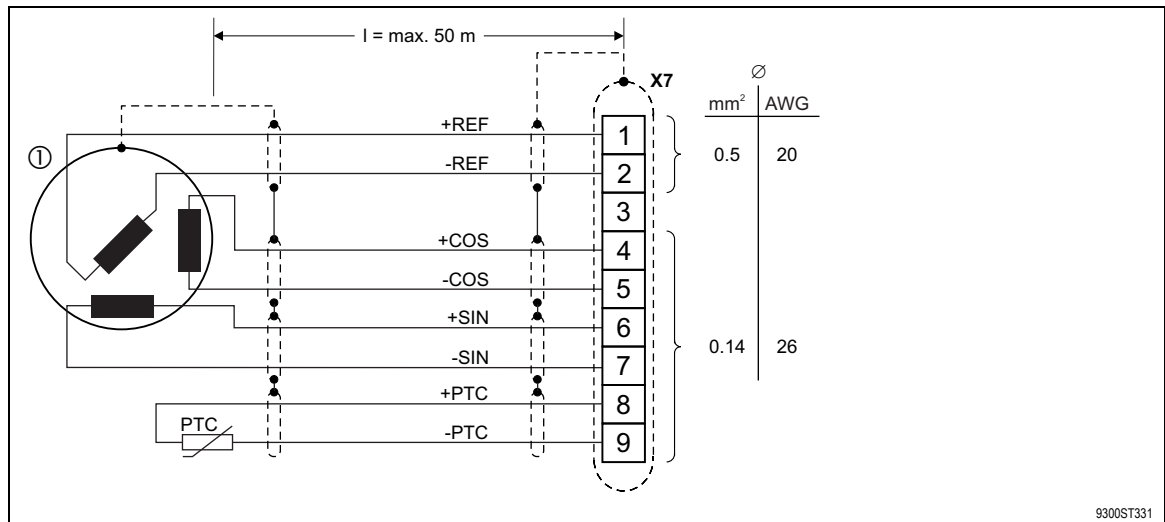 l = max. 50 m
X7
∅
mm² AWG
①
+REF 1
-REF 2
0.5 20
3
+COS 4
-COS 5
+SIN 6
-SIN 7
0.14 26
+PTC 8
PTC
-PTC 9
9300ST331